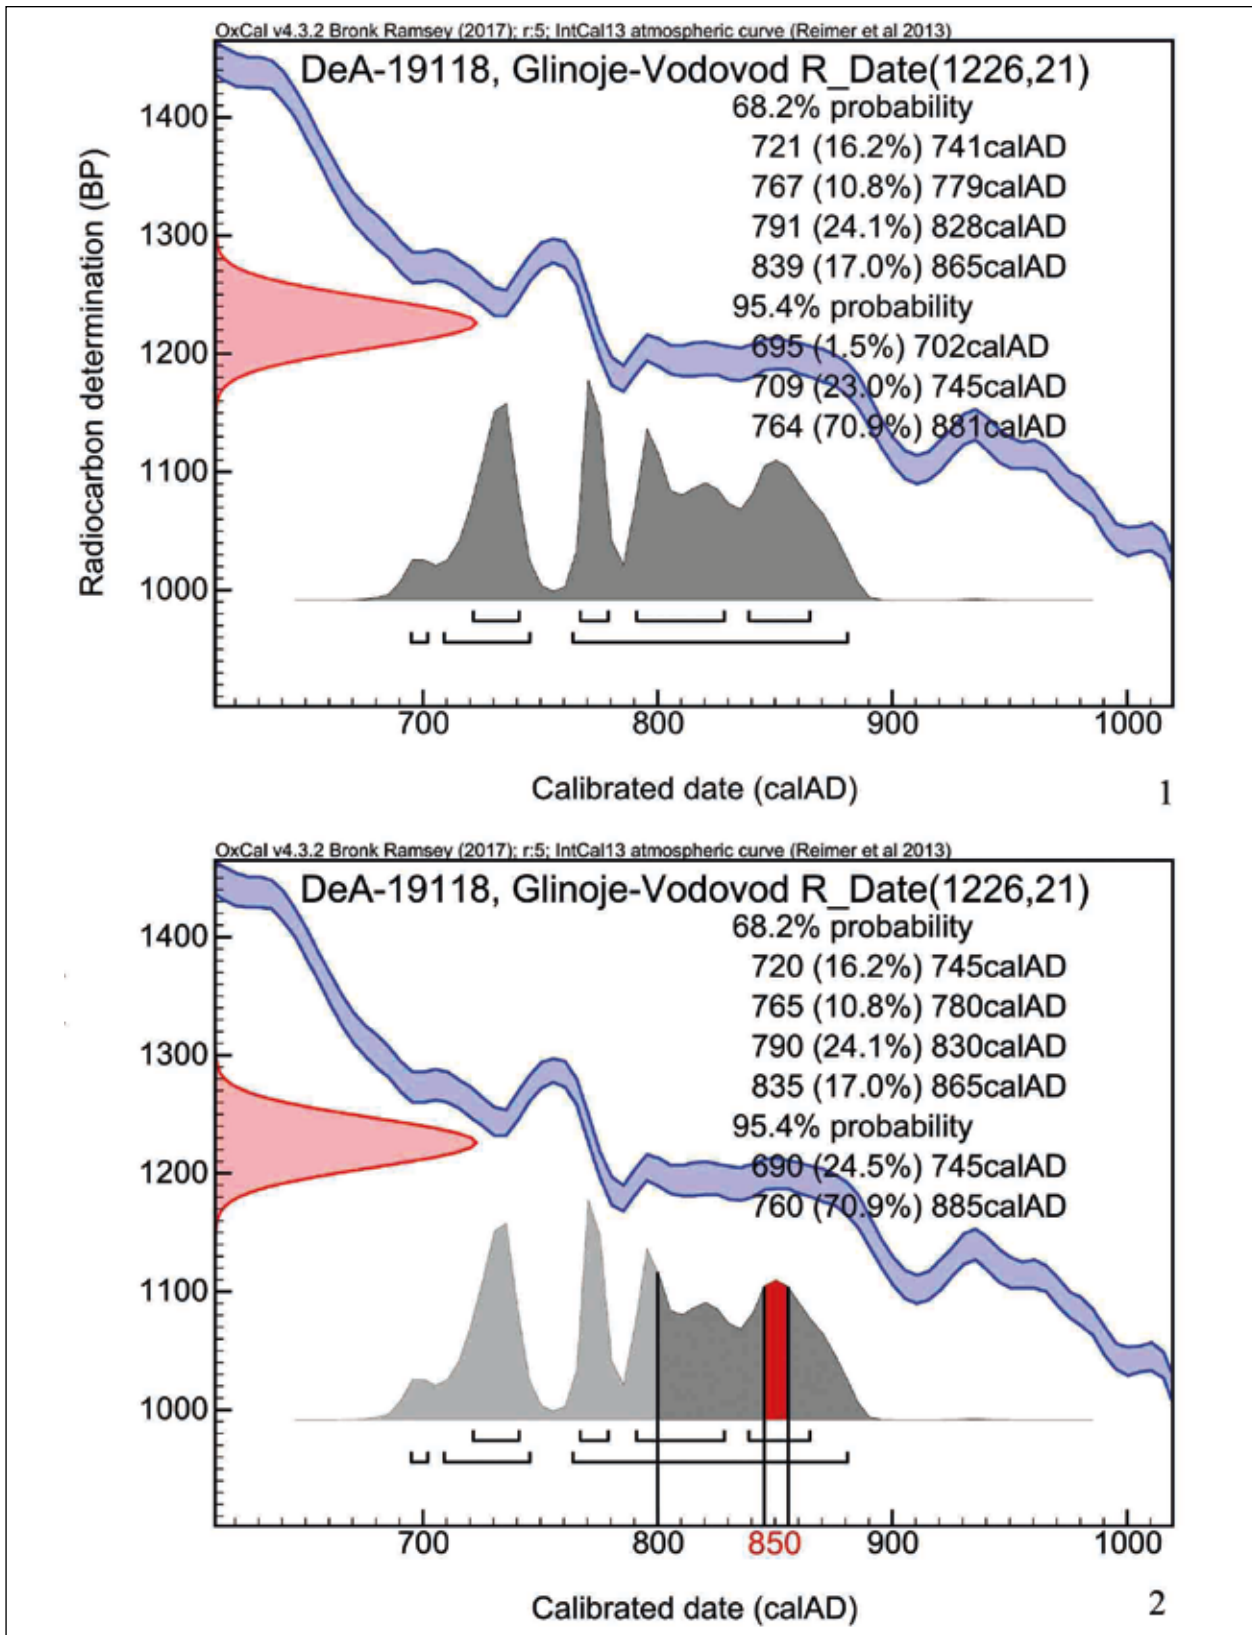 OxCal v4.3.2 Bronk Ramsey (2017); r:5; IntCal13 atmospheric curve (Reimer et al 2013)
DeA-19118, Glinoje-Vodovod R_Date(1226,21)
68.2% probability
721 (16.2%) 741calAD
767 (10.8%) 779calAD
791 (24.1%) 828calAD
839 (17.0%) 865calAD
95.4% probability
695 (1.5%) 702calAD
709 (23.0%) 745calAD
764 (70.9%) 881calAD
Radiocarbon determination (BP)
1400
1300
1200
1100
1000
700 800 900 1000
Calibrated date (calAD)
1
OxCal v4.3.2 Bronk Ramsey (2017); r:5; IntCal13 atmospheric curve (Reimer et al 2013)
DeA-19118, Glinoje-Vodovod R_Date(1226,21)
68.2% probability
720 (16.2%) 745calAD
765 (10.8%) 780calAD
790 (24.1%) 830calAD
835 (17.0%) 865calAD
95.4% probability
690 (24.5%) 745calAD
760 (70.9%) 885calAD
1400
1300
1200
1100
1000
700 800 850 900 1000
Calibrated date (calAD)
2